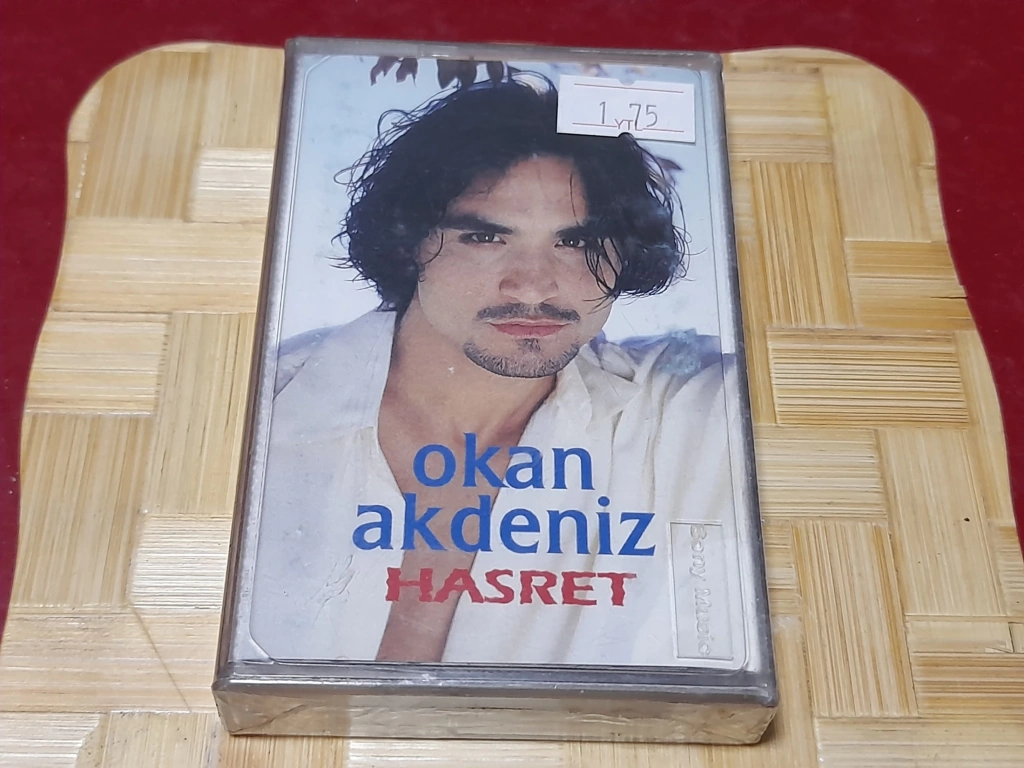 1.75
YTL
okan
akdeniz
HASRET
Sony Music